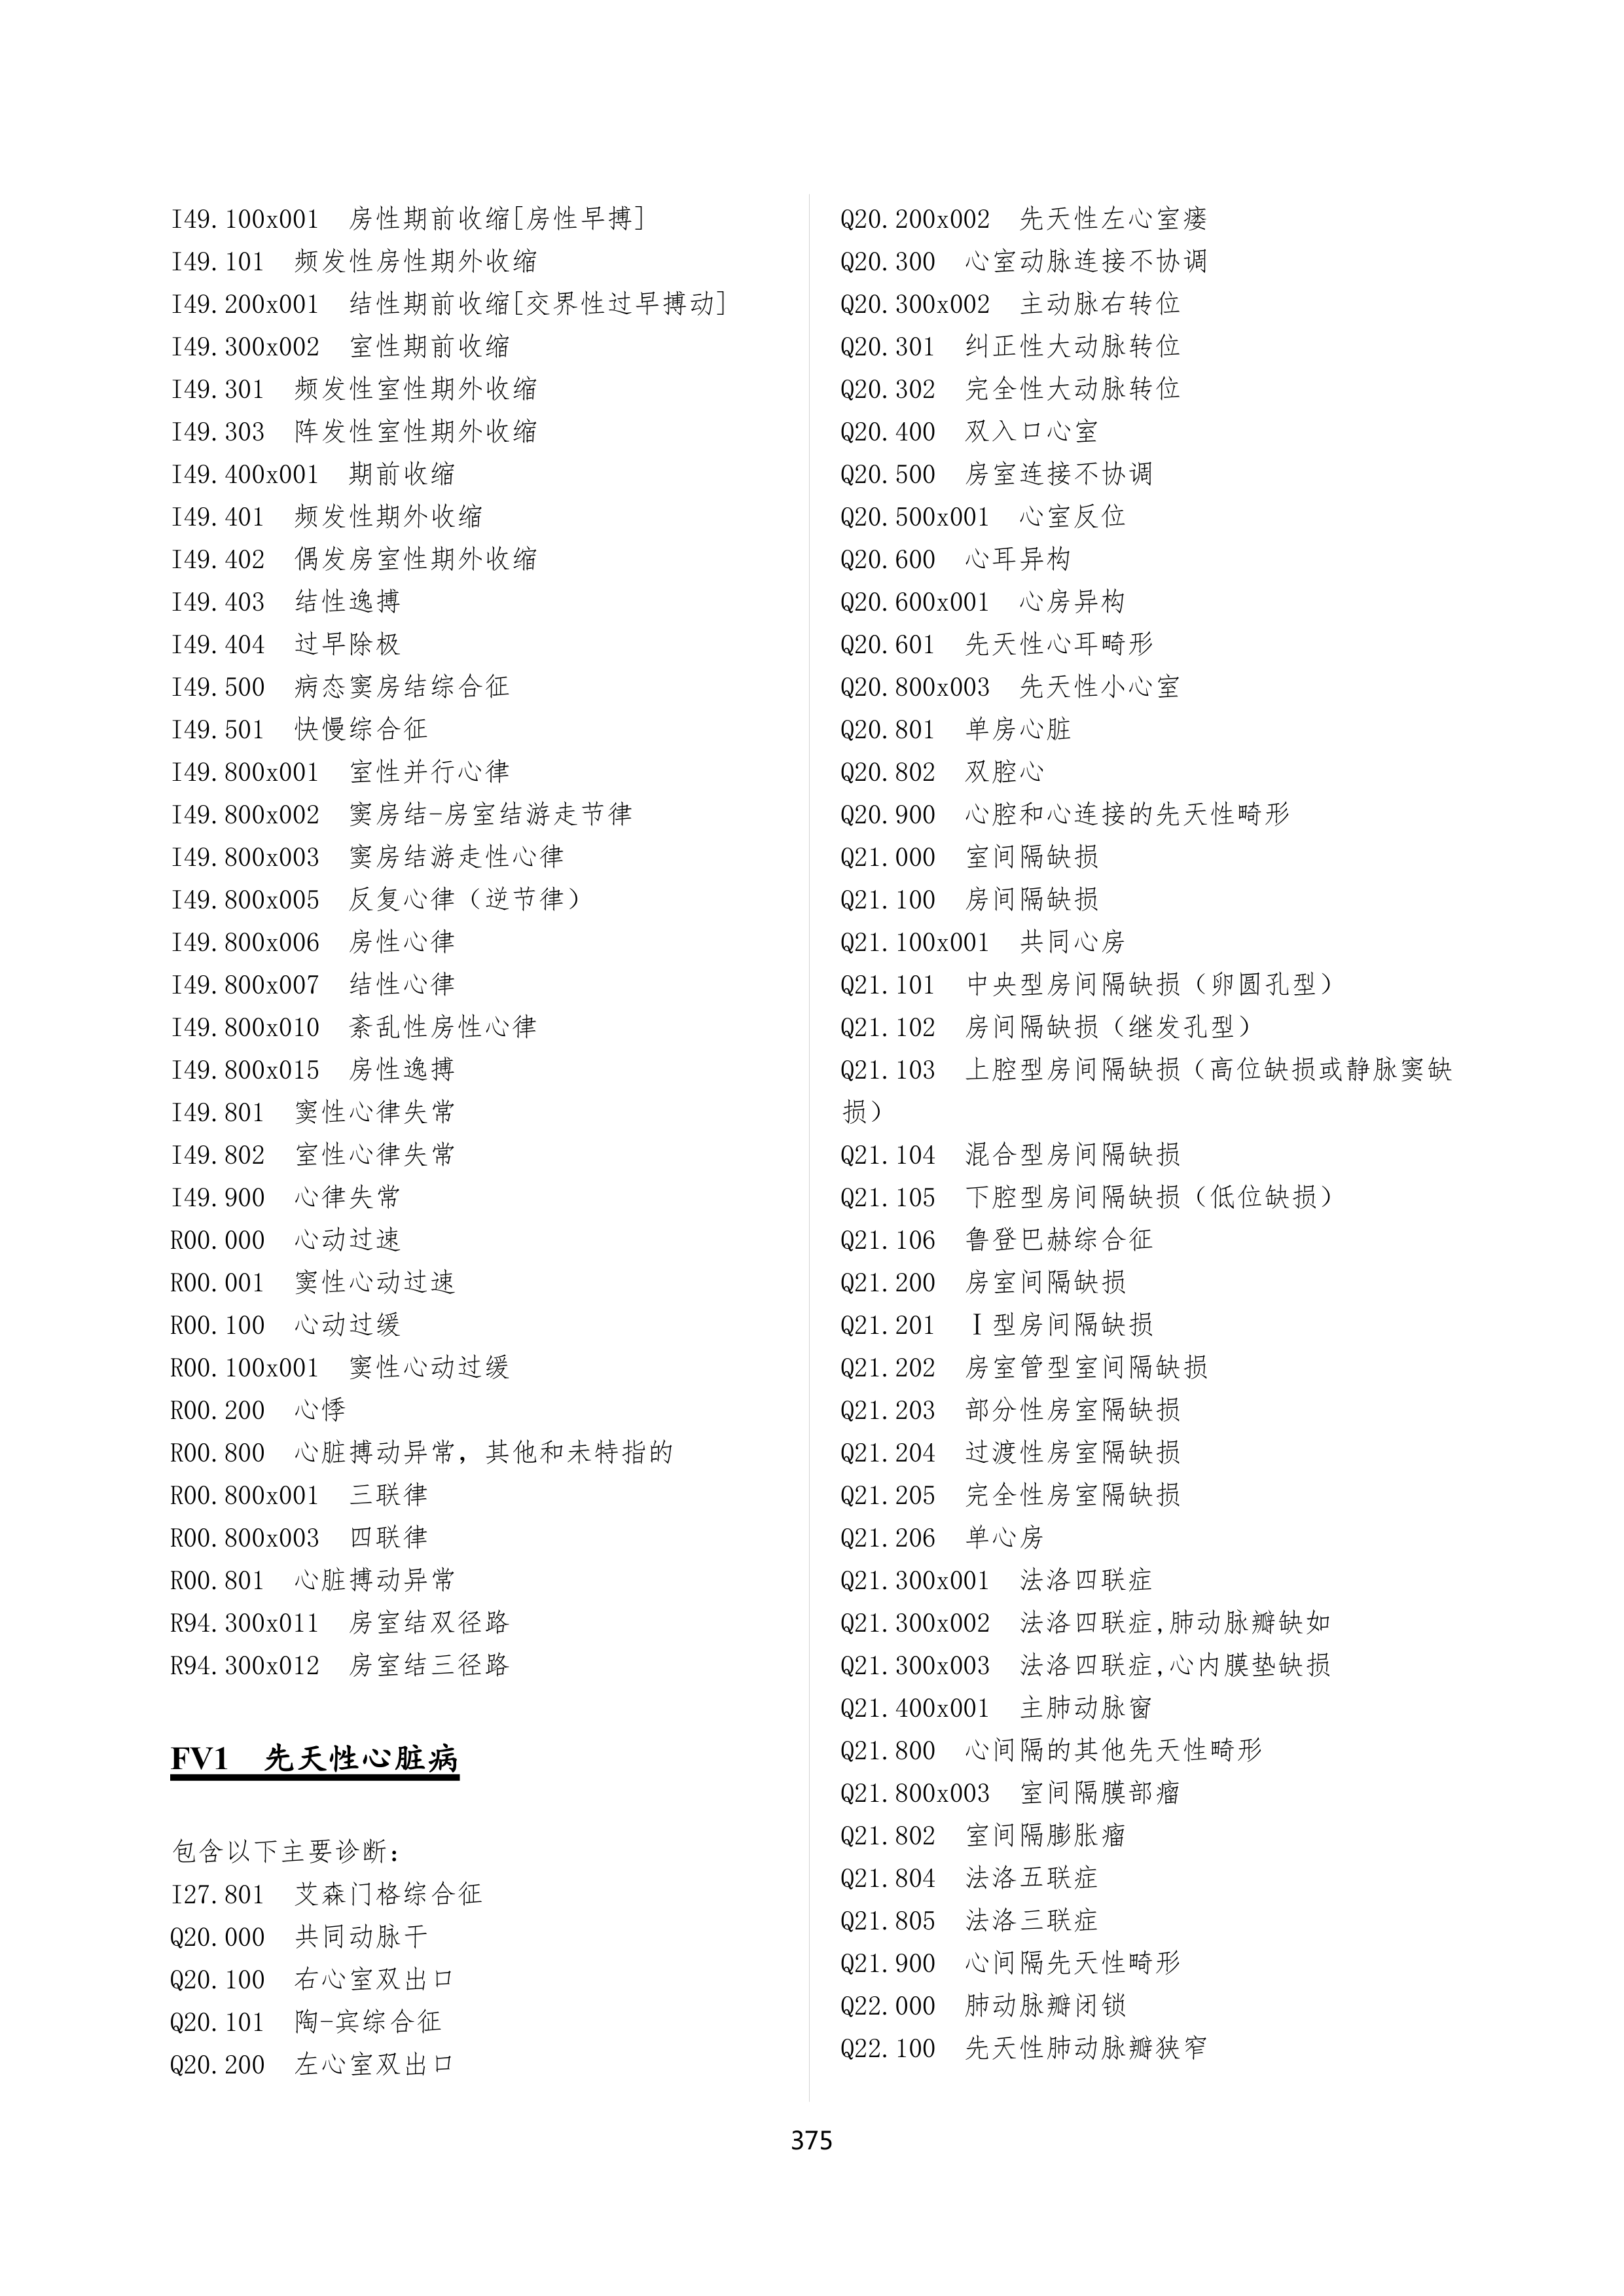 I49.100x001 房性期前收缩[房性早搏]
I49.101 频发性房性期外收缩
I49.200x001 结性期前收缩[交界性过早搏动]
I49.300x002 室性期前收缩
I49.301 频发性室性期外收缩
I49.303 阵发性室性期外收缩
I49.400x001 期前收缩
I49.401 频发性期外收缩
I49.402 偶发房室性期外收缩
I49.403 结性逸搏
I49.404 过早除极
I49.500 病态窦房结综合征
I49.501 快慢综合征
I49.800x001 室性并行心律
I49.800x002 窦房结-房室结游走节律
I49.800x003 窦房结游走性心律
I49.800x005 反复心律（逆节律）
I49.800x006 房性心律
I49.800x007 结性心律
I49.800x010 紊乱性房性心律
I49.800x015 房性逸搏
I49.801 窦性心律失常
I49.802 室性心律失常
I49.900 心律失常
R00.000 心动过速
R00.001 窦性心动过速
R00.100 心动过缓
R00.100x001 窦性心动过缓
R00.200 心悸
R00.800 心脏搏动异常，其他和未特指的
R00.800x001 三联律
R00.800x003 四联律
R00.801 心脏搏动异常
R94.300x011 房室结双径路
R94.300x012 房室结三径路
FV1 先天性心脏病
包含以下主要诊断：
I27.801 艾森门格综合征
Q20.000 共同动脉干
Q20.100 右心室双出口
Q20.101 陶-宾综合征
Q20.200 左心室双出口
Q20.200x002 先天性左心室瘘
Q20.300 心室动脉连接不协调
Q20.300x002 主动脉右转位
Q20.301 纠正性大动脉转位
Q20.302 完全性大动脉转位
Q20.400 双入口心室
Q20.500 房室连接不协调
Q20.500x001 心室反位
Q20.600 心耳异构
Q20.600x001 心房异构
Q20.601 先天性心耳畸形
Q20.800x003 先天性小心室
Q20.801 单房心脏
Q20.802 双腔心
Q20.900 心腔和心连接的先天性畸形
Q21.000 室间隔缺损
Q21.100 房间隔缺损
Q21.100x001 共同心房
Q21.101 中央型房间隔缺损（卵圆孔型）
Q21.102 房间隔缺损（继发孔型）
Q21.103 上腔型房间隔缺损（高位缺损或静脉窦缺
损）
Q21.104 混合型房间隔缺损
Q21.105 下腔型房间隔缺损（低位缺损）
Q21.106 鲁登巴赫综合征
Q21.200 房室间隔缺损
Q21.201 Ⅰ型房间隔缺损
Q21.202 房室管型室间隔缺损
Q21.203 部分性房室隔缺损
Q21.204 过渡性房室隔缺损
Q21.205 完全性房室隔缺损
Q21.206 单心房
Q21.300x001 法洛四联症
Q21.300x002 法洛四联症,肺动脉瓣缺如
Q21.300x003 法洛四联症,心内膜垫缺损
Q21.400x001 主肺动脉窗
Q21.800 心间隔的其他先天性畸形
Q21.800x003 室间隔膜部瘤
Q21.802 室间隔膨胀瘤
Q21.804 法洛五联症
Q21.805 法洛三联症
Q21.900 心间隔先天性畸形
Q22.000 肺动脉瓣闭锁
Q22.100 先天性肺动脉瓣狭窄
375